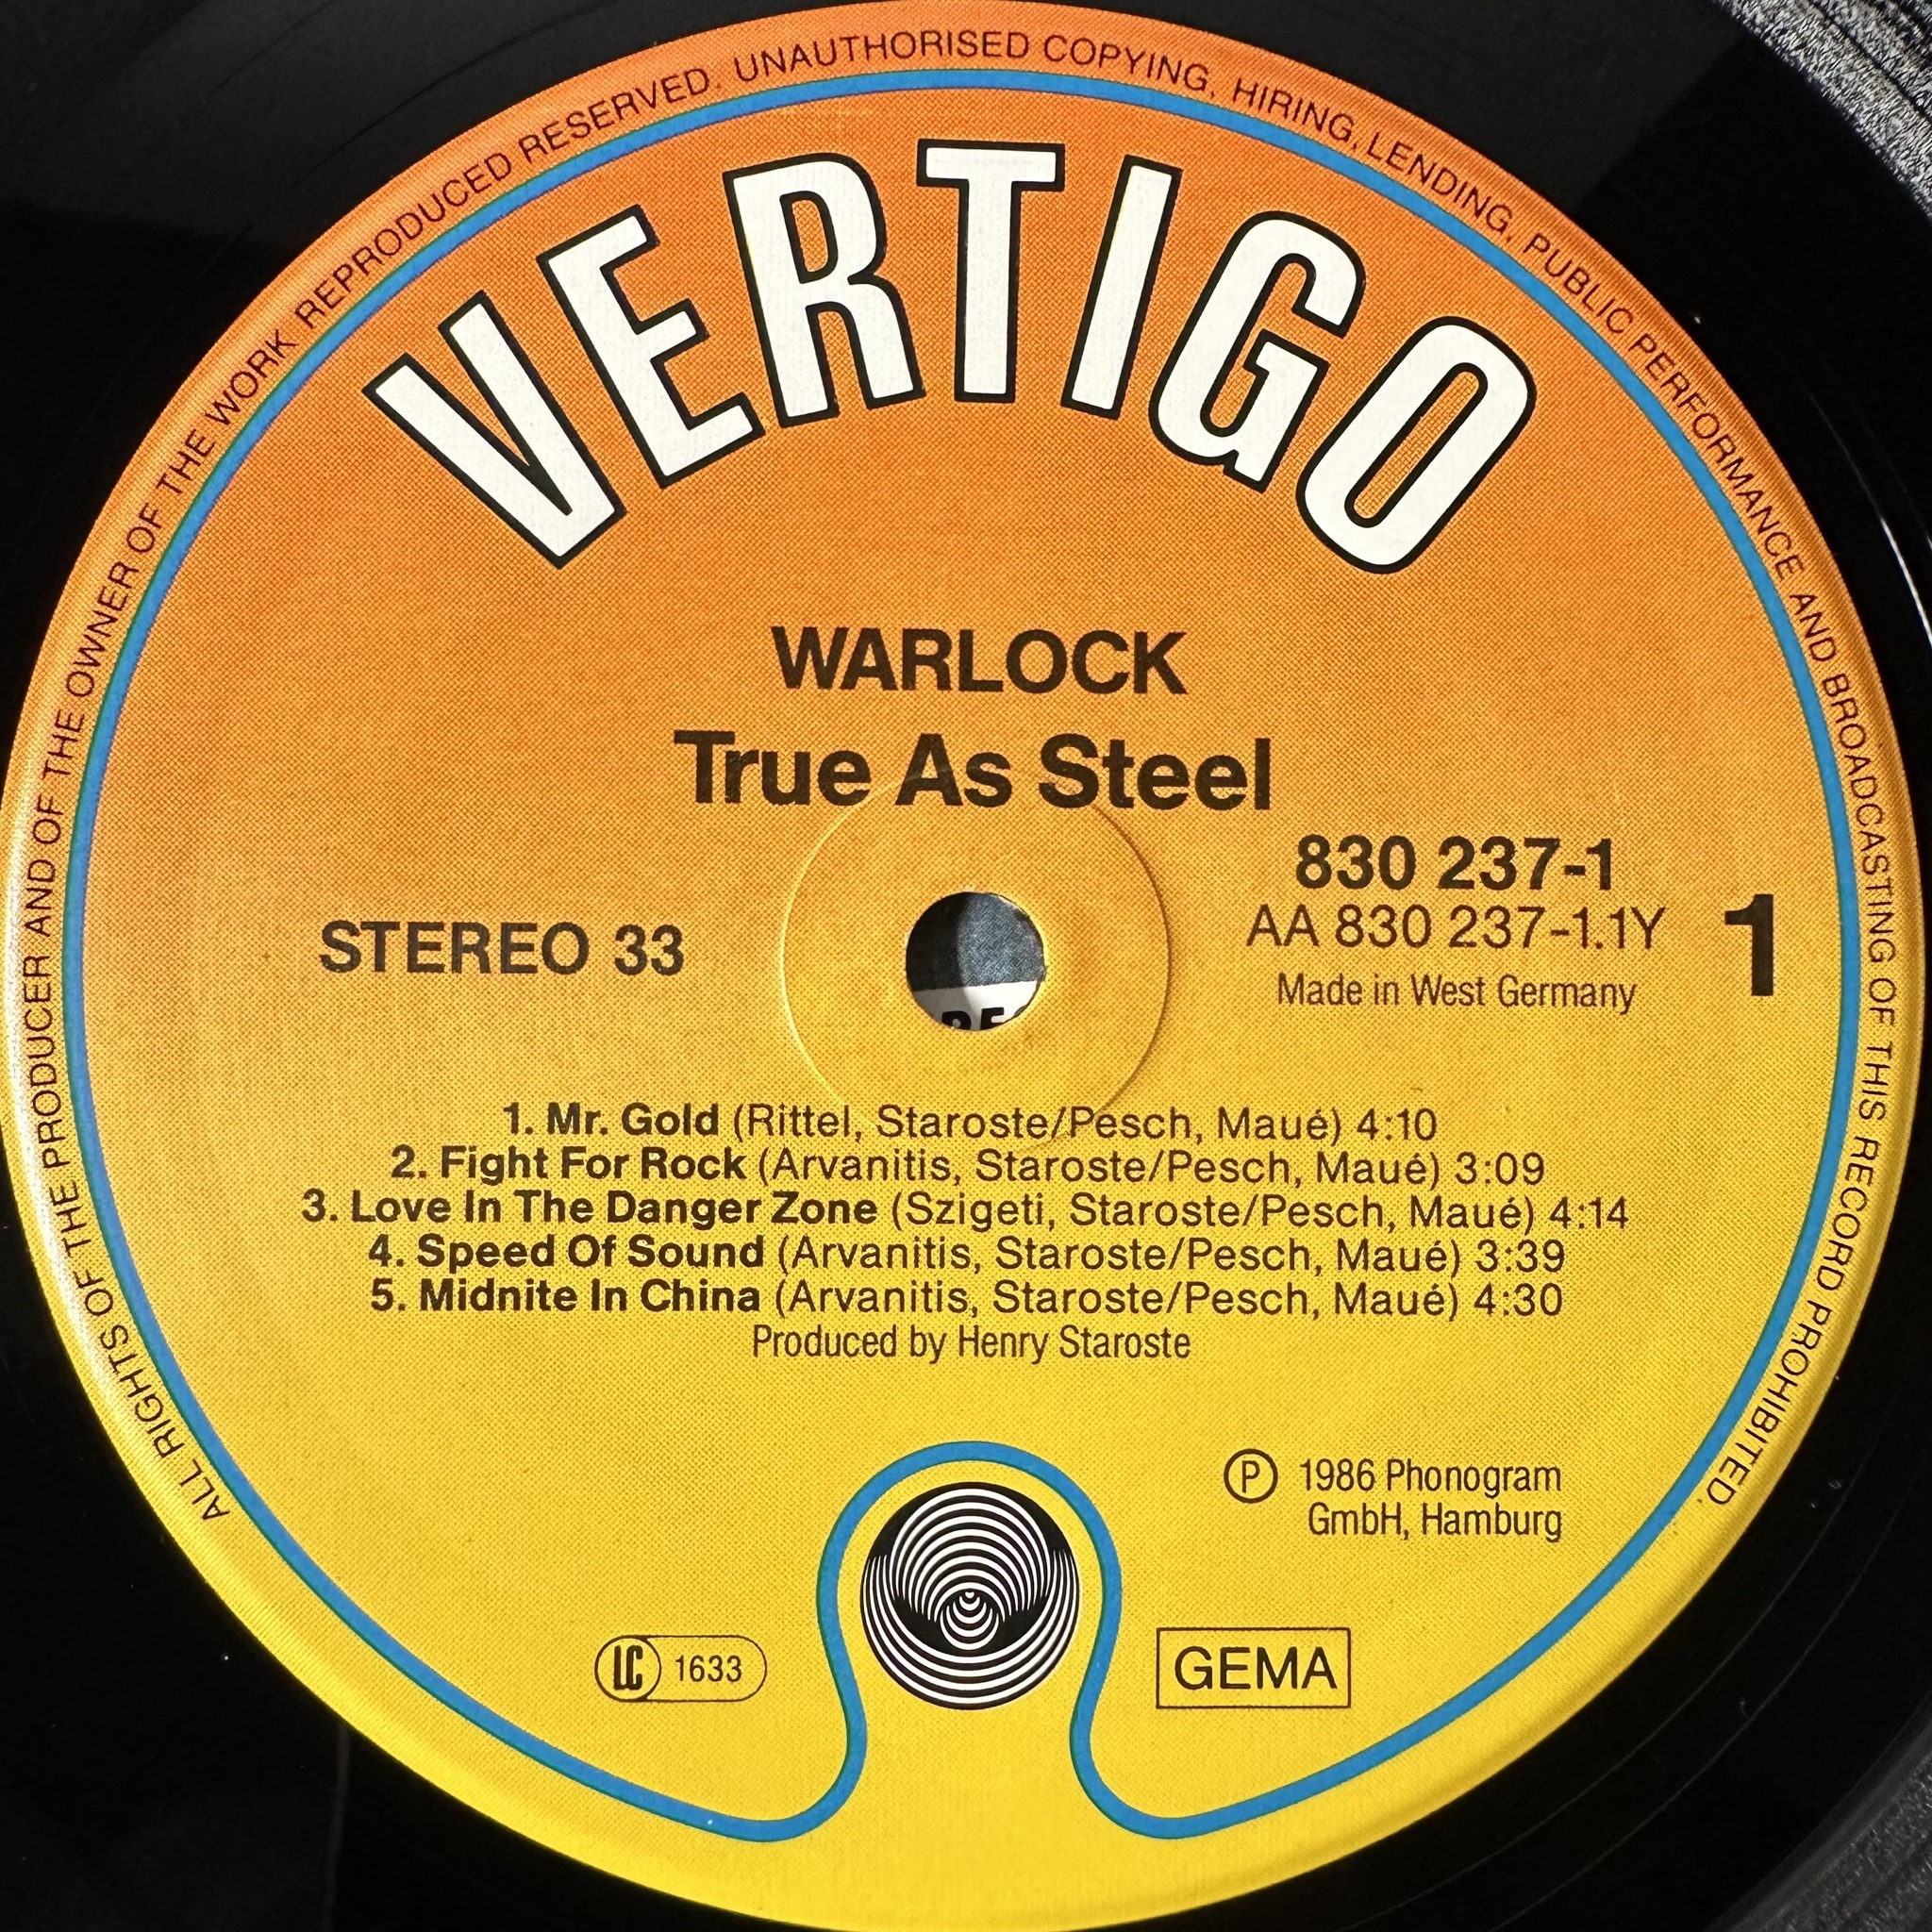 ALL RIGHTS OF THE PRODUCER AND OF THE OWNER OF THE WORK REPRODUCED RESERVED. UNAUTHORISED COPYING, HIRING, LENDING, PUBLIC PERFORMANCE AND BROADCASTING OF THIS RECORD PROHIBITED.
VERTIGO
WARLOCK
True As Steel
830 237-1
AA 830 237-1.1Y
Made in West Germany
1
STEREO 33
1. Mr. Gold (Rittel, Staroste/Pesch, Maué) 4:10
2. Fight For Rock (Arvanitis, Staroste/Pesch, Maué) 3:09
3. Love In The Danger Zone (Szigeti, Staroste/Pesch, Maué) 4:14
4. Speed Of Sound (Arvanitis, Staroste/Pesch, Maué) 3:39
5. Midnite In China (Arvanitis, Staroste/Pesch, Maué) 4:30
Produced by Henry Staroste
Ⓟ 1986 Phonogram
GmbH, Hamburg
LC 1633
GEMA